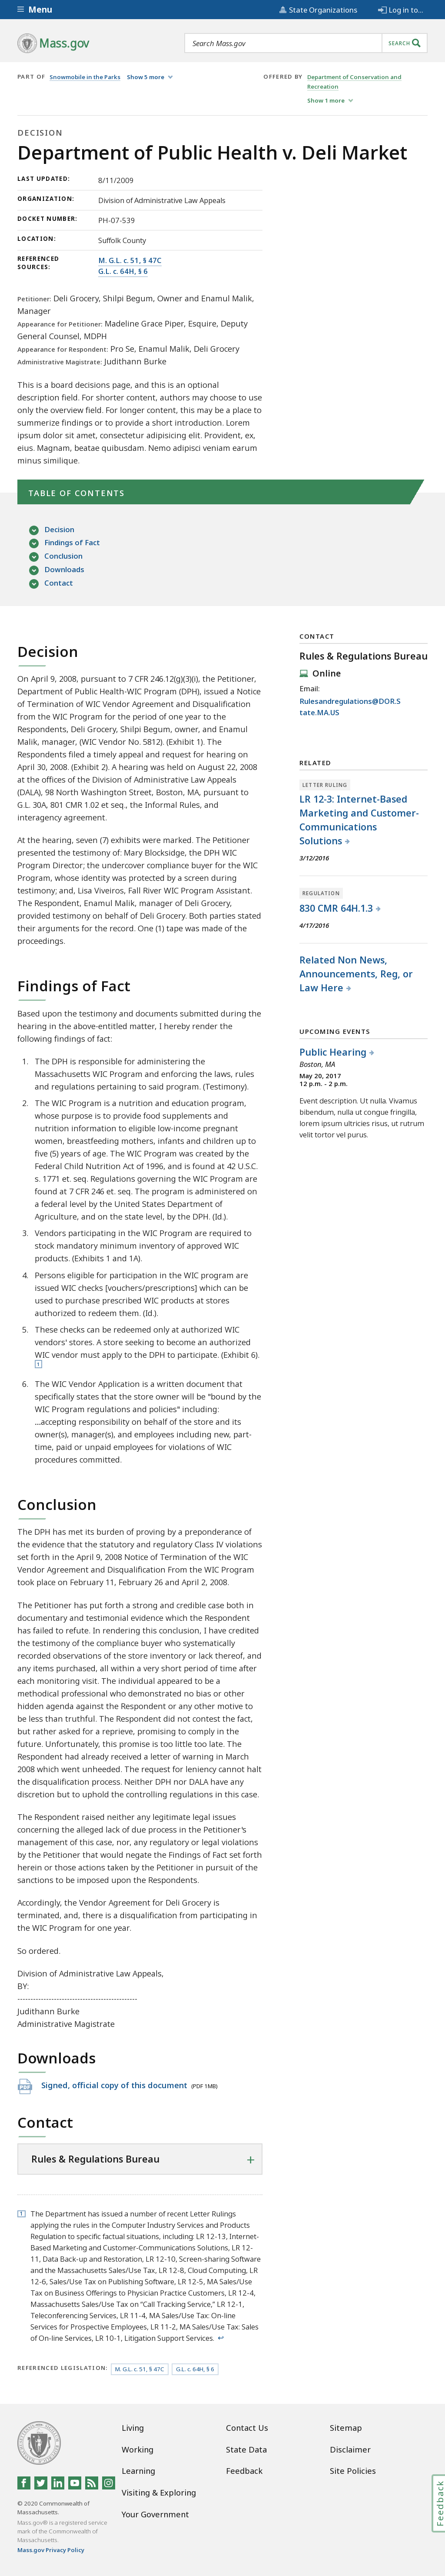 Menu
State Organizations
Log in to...
Mass.gov
Search Mass.gov
SEARCH
PART OF Snowmobile in the Parks Show 5 more
OFFERED BY Department of Conservation and
Recreation
Show 1 more
DECISION
Department of Public Health v. Deli Market
LAST UPDATED: 8/11/2009
ORGANIZATION: Division of Administrative Law Appeals
DOCKET NUMBER: PH-07-539
LOCATION: Suffolk County
REFERENCED SOURCES: M. G.L. c. 51, § 47C
G.L. c. 64H, § 6
Petitioner: Deli Grocery, Shilpi Begum, Owner and Enamul Malik,
Manager
Appearance for Petitioner: Madeline Grace Piper, Esquire, Deputy
General Counsel, MDPH
Appearance for Respondent: Pro Se, Enamul Malik, Deli Grocery
Administrative Magistrate: Judithann Burke
This is a board decisions page, and this is an optional
description field. For short content, authors may choose to use
only the overview field. For longer content, this may be a place to
summarize findings or to provide a short introduction. Lorem
ipsum dolor sit amet, consectetur adipisicing elit. Provident, ex,
eius. Magnam, beatae quibusdam. Nemo adipisci veniam earum
minus similique.
TABLE OF CONTENTS
Decision
Findings of Fact
Conclusion
Downloads
Contact
Decision
On April 9, 2008, pursuant to 7 CFR 246.12(g)(3)(i), the Petitioner,
Department of Public Health-WIC Program (DPH), issued a Notice
of Termination of WIC Vendor Agreement and Disqualification
from the WIC Program for the period of one year to the
Respondents, Deli Grocery, Shilpi Begum, owner, and Enamul
Malik, manager, (WIC Vendor No. 5812). (Exhibit 1). The
Respondents filed a timely appeal and request for hearing on
April 30, 2008. (Exhibit 2). A hearing was held on August 22, 2008
at the offices of the Division of Administrative Law Appeals
(DALA), 98 North Washington Street, Boston, MA, pursuant to
G.L. 30A, 801 CMR 1.02 et seq., the Informal Rules, and
interagency agreement.
At the hearing, seven (7) exhibits were marked. The Petitioner
presented the testimony of: Mary Blocksidge, the DPH WIC
Program Director; the undercover compliance buyer for the WIC
Program, whose identity was protected by a screen during
testimony; and, Lisa Viveiros, Fall River WIC Program Assistant.
The Respondent, Enamul Malik, manager of Deli Grocery,
provided testimony on behalf of Deli Grocery. Both parties stated
their arguments for the record. One (1) tape was made of the
proceedings.
Findings of Fact
Based upon the testimony and documents submitted during the
hearing in the above-entitled matter, I hereby render the
following findings of fact:
1. The DPH is responsible for administering the
Massachusetts WIC Program and enforcing the laws, rules
and regulations pertaining to said program. (Testimony).
2. The WIC Program is a nutrition and education program,
whose purpose is to provide food supplements and
nutritional information to eligible low-income pregnant
women, breastfeeding mothers, infants and children up to
five (5) years of age. The WIC Program was created by the
Federal Child Nutrition Act of 1996, and is found at 42 U.S.C.
s. 1771 et. seq. Regulations governing the WIC Program are
found at 7 CFR 246 et. seq. The program is administered on
a federal level by the United States Department of
Agriculture, and on the state level, by the DPH. (Id.).
3. Vendors participating in the WIC Program are required to
stock mandatory minimum inventory of approved WIC
products. (Exhibits 1 and 1A).
4. Persons eligible for participation in the WIC program are
issued WIC checks [vouchers/prescriptions] which can be
used to purchase prescribed WIC products at stores
authorized to redeem them. (Id.).
5. These checks can be redeemed only at authorized WIC
vendors' stores. A store seeking to become an authorized
WIC vendor must apply to the DPH to participate. (Exhibit 6).
1
6. The WIC Vendor Application is a written document that
specifically states that the store owner will be "bound by the
WIC Program regulations and policies" including:
...accepting responsibility on behalf of the store and its
owner(s), manager(s), and employees including new, part-
time, paid or unpaid employees for violations of WIC
procedures committed.
Conclusion
The DPH has met its burden of proving by a preponderance of
the evidence that the statutory and regulatory Class IV violations
set forth in the April 9, 2008 Notice of Termination of the WIC
Vendor Agreement and Disqualification From the WIC Program
took place on February 11, February 26 and April 2, 2008.
The Petitioner has put forth a strong and credible case both in
documentary and testimonial evidence which the Respondent
has failed to refute. In rendering this conclusion, I have credited
the testimony of the compliance buyer who systematically
recorded observations of the store inventory or lack thereof, and
any items purchased, all within a very short period of time after
each monitoring visit. The individual appeared to be a
methodical professional who demonstrated no bias or other
hidden agenda against the Respondent or any other motive to
be less than truthful. The Respondent did not contest the fact,
but rather asked for a reprieve, promising to comply in the
future. Unfortunately, this promise is too little too late. The
Respondent had already received a letter of warning in March
2008 which went unheeded. The request for leniency cannot halt
the disqualification process. Neither DPH nor DALA have any
discretion but to uphold the controlling regulations in this case.
The Respondent raised neither any legitimate legal issues
concerning the alleged lack of due process in the Petitioner's
management of this case, nor, any regulatory or legal violations
by the Petitioner that would negate the Findings of Fact set forth
herein or any other actions taken by the Petitioner in pursuit of the
sanctions to be imposed upon the Respondents.
Accordingly, the Vendor Agreement for Deli Grocery is
terminated, and, there is a disqualification from participating in
the WIC Program for one year.
So ordered.
Division of Administrative Law Appeals,
BY:
----------------------------------------------
Judithann Burke
Administrative Magistrate
Downloads
PDF
Signed, official copy of this document (PDF 1MB)
Contact
Rules & Regulations Bureau
1 The Department has issued a number of recent Letter Rulings
applying the rules in the Computer Industry Services and Products
Regulation to specific factual situations, including: LR 12-13, Internet-
Based Marketing and Customer-Communications Solutions, LR 12-
11, Data Back-up and Restoration, LR 12-10, Screen-sharing Software
and the Massachusetts Sales/Use Tax, LR 12-8, Cloud Computing, LR
12-6, Sales/Use Tax on Publishing Software, LR 12-5, MA Sales/Use
Tax on Business Offerings to Physician Practice Customers, LR 12-4,
Massachusetts Sales/Use Tax on "Call Tracking Service," LR 12-1,
Teleconferencing Services, LR 11-4, MA Sales/Use Tax: On-line
Services for Prospective Employees, LR 11-2, MA Sales/Use Tax: Sales
of On-line Services, LR 10-1, Litigation Support Services.
REFERENCED LEGISLATION: M. G.L. c. 51, § 47C G.L. c. 64H, § 6
CONTACT
Rules & Regulations Bureau
Online
Email:
Rulesandregulations@DOR.S
tate.MA.US
RELATED
LETTER RULING
LR 12-3: Internet-Based
Marketing and Customer-
Communications
Solutions
3/12/2016
REGULATION
830 CMR 64H.1.3
4/17/2016
Related Non News,
Announcements, Reg, or
Law Here
UPCOMING EVENTS
Public Hearing
Boston, MA
May 20, 2017
12 p.m. - 2 p.m.
Event description. Ut nulla. Vivamus
bibendum, nulla ut congue fringilla,
lorem ipsum ultricies risus, ut rutrum
velit tortor vel purus.
Living
Working
Learning
Visiting & Exploring
Your Government
Contact Us
State Data
Feedback
Sitemap
Disclaimer
Site Policies
© 2020 Commonwealth of
Massachusetts.
Mass.gov® is a registered service
mark of the Commonwealth of
Massachusetts.
Mass.gov Privacy Policy
Feedback